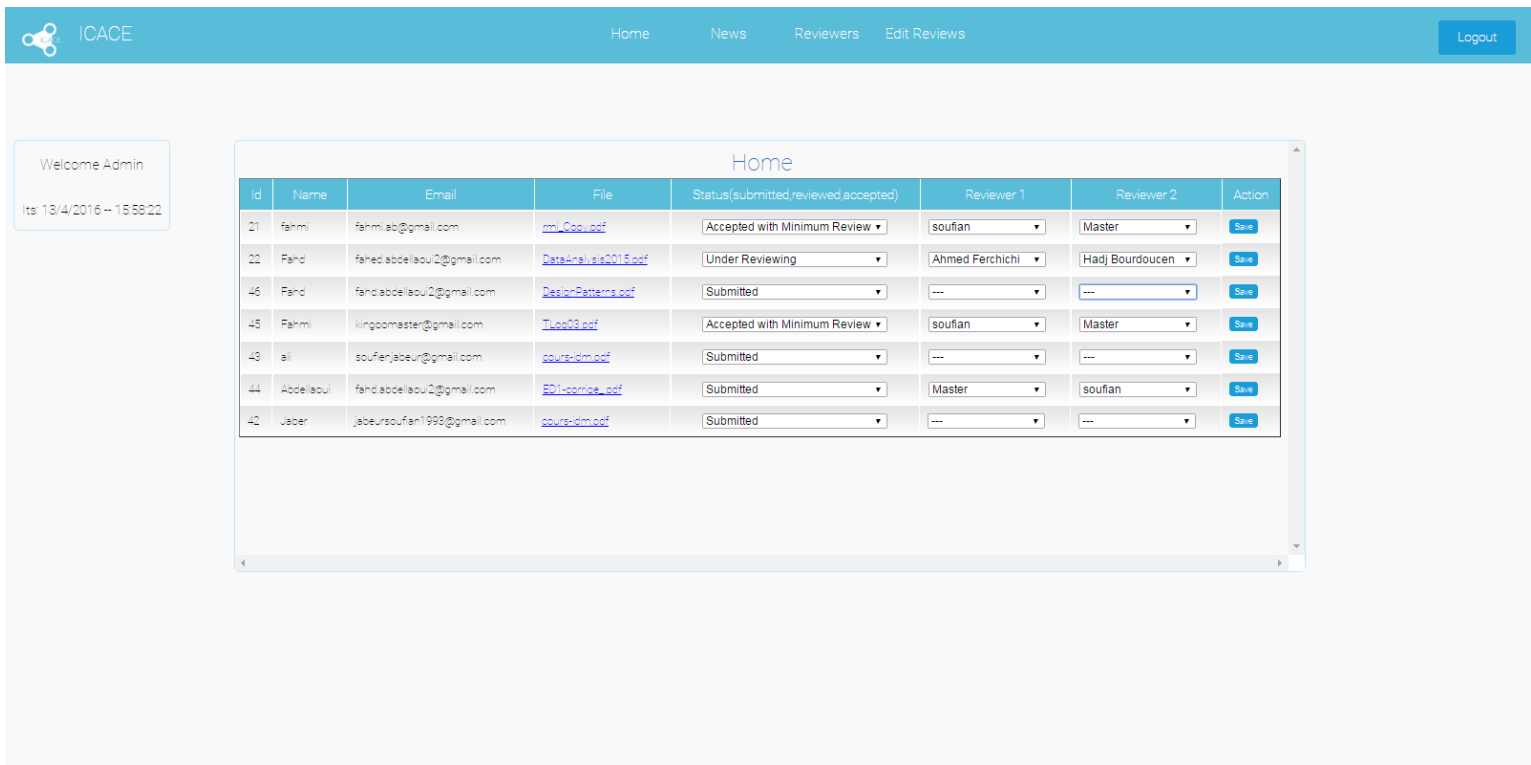 ICACE Home News Reviewers Edit Reviews Logout
Welcome Admin
Its: 13/4/2016 -- 15:58:22
Home
Id Name Email File Status(submitted,reviewed,accepted) Reviewer 1 Reviewer 2 Action
21 fahmi fahmi.ab@gmail.com rmi_Copy.pdf Accepted with Minimum Review soufian Master Save
22 Fahd fahed.abdellaoui2@gmail.com DataAnalysis2015.pdf Under Reviewing Ahmed Ferchichi Hadj Bourdoucen Save
46 Fahd fahd.abdellaoui2@gmail.com DesignPatterns.pdf Submitted --- --- Save
45 Fahmi kingoomaster@gmail.com TLog03.pdf Accepted with Minimum Review soufian Master Save
43 ali soufienjabeur@gmail.com cours-idm.pdf Submitted --- --- Save
44 Abdellaoui fahd.abdellaoui2@gmail.com ED1-corrige_.pdf Submitted Master soufian Save
42 Jaber jabeursoufian1993@gmail.com cours-idm.pdf Submitted --- --- Save